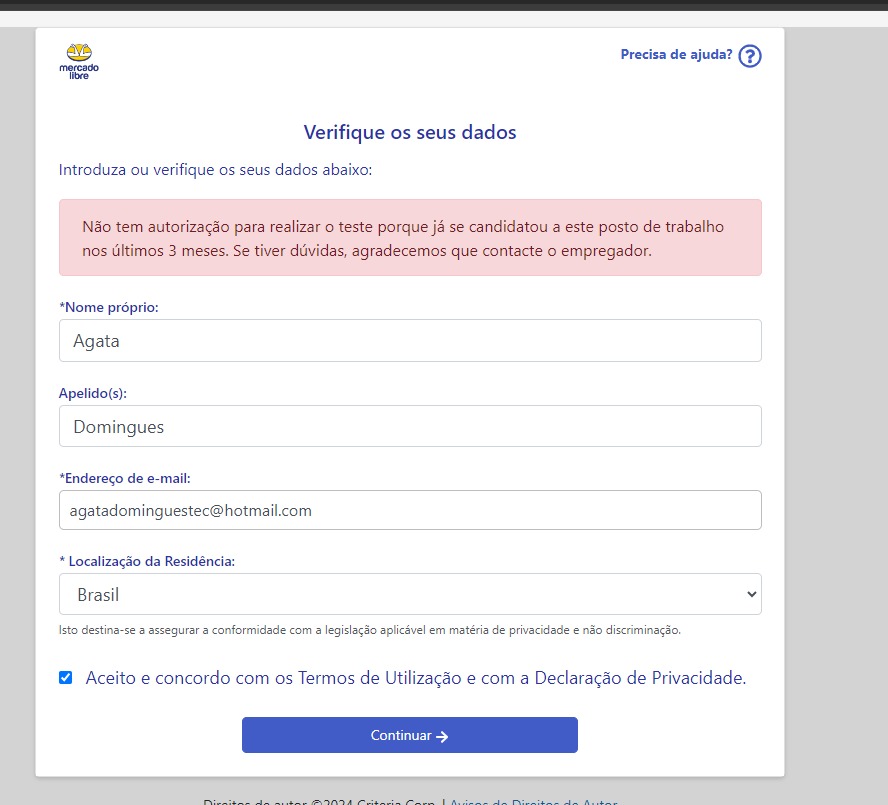 mercado
libre
Precisa de ajuda? ?
Verifique os seus dados
Introduza ou verifique os seus dados abaixo:
Não tem autorização para realizar o teste porque já se candidatou a este posto de trabalho
nos últimos 3 meses. Se tiver dúvidas, agradecemos que contacte o empregador.
*Nome próprio:
Agata
Apelido(s):
Domingues
*Endereço de e-mail:
agatadominguestec@hotmail.com
* Localização da Residência:
Brasil
Isto destina-se a assegurar a conformidade com a legislação aplicável em matéria de privacidade e não discriminação.
Aceito e concordo com os Termos de Utilização e com a Declaração de Privacidade.
Continuar →
Direitos de autor ©2024 Criteria Corp. | Avisos de Direitos de Autor